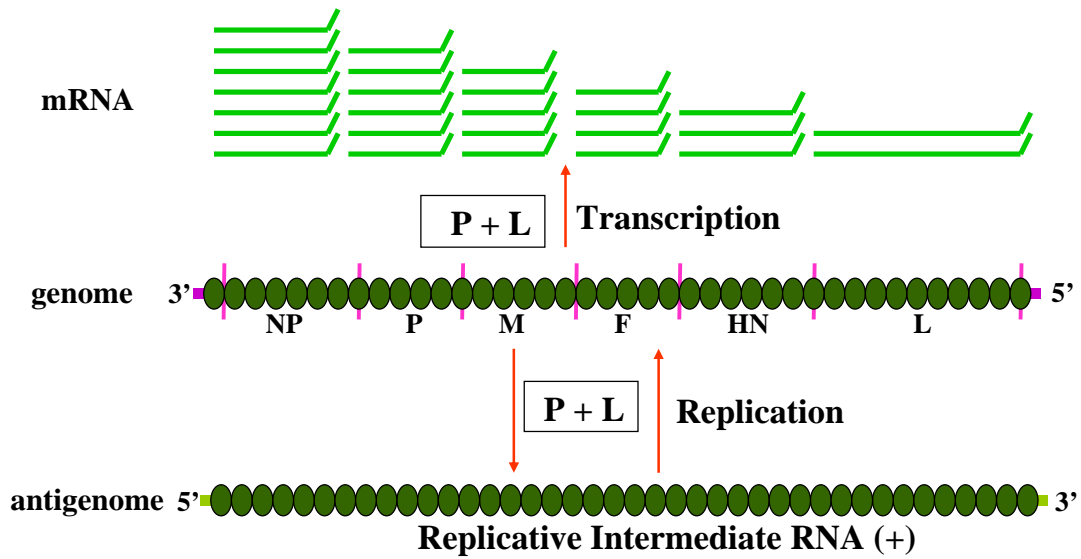 mRNA
P + L Transcription
genome 3’ 5’
NP P M F HN L
P + L Replication
antigenome 5’ 3’
Replicative Intermediate RNA (+)